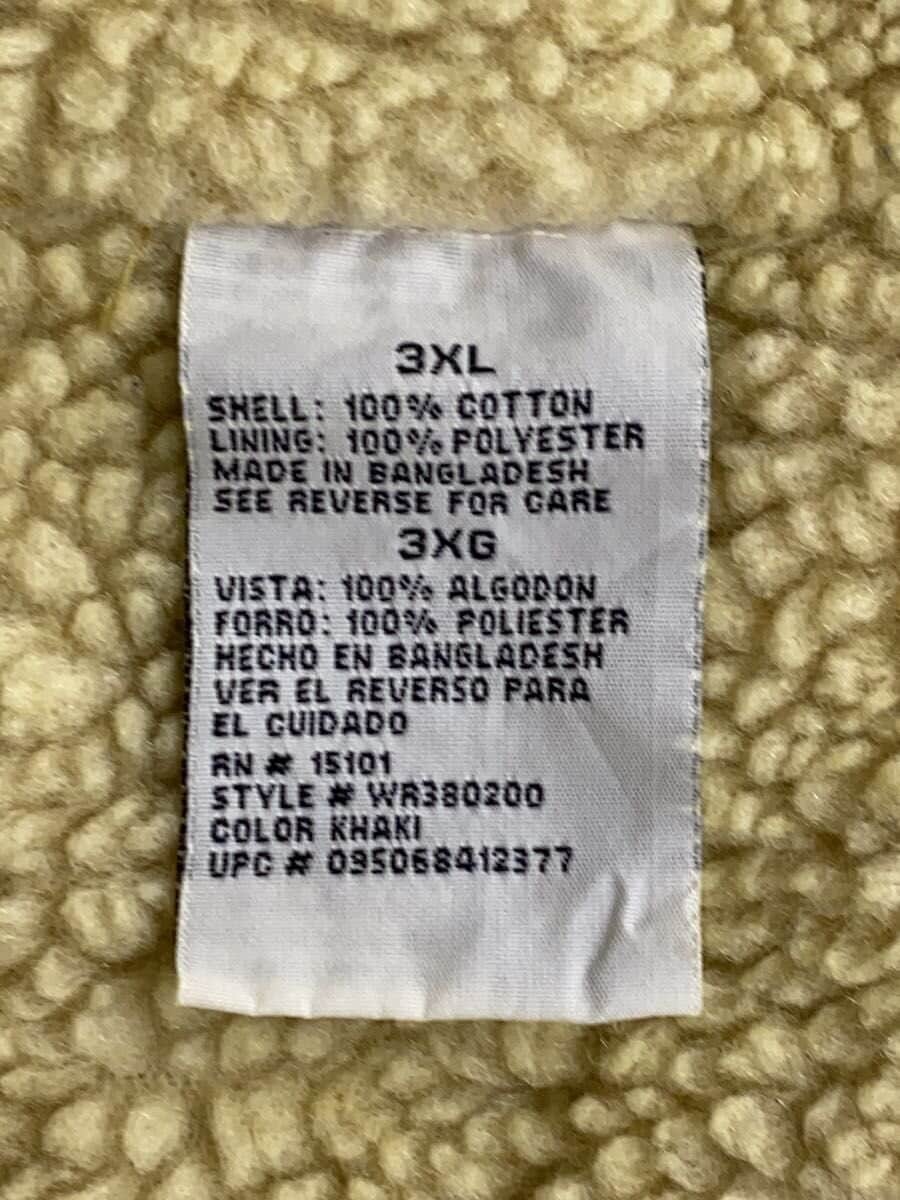 3XL
SHELL: 100% COTTON
LINING: 100% POLYESTER
MADE IN BANGLADESH
SEE REVERSE FOR CARE
3XG
VISTA: 100% ALGODON
FORRO: 100% POLIESTER
HECHO EN BANGLADESH
VER EL REVERSO PARA
EL CUIDADO
RN # 15101
STYLE # WR380200
COLOR KHAKI
UPC # 095068412377